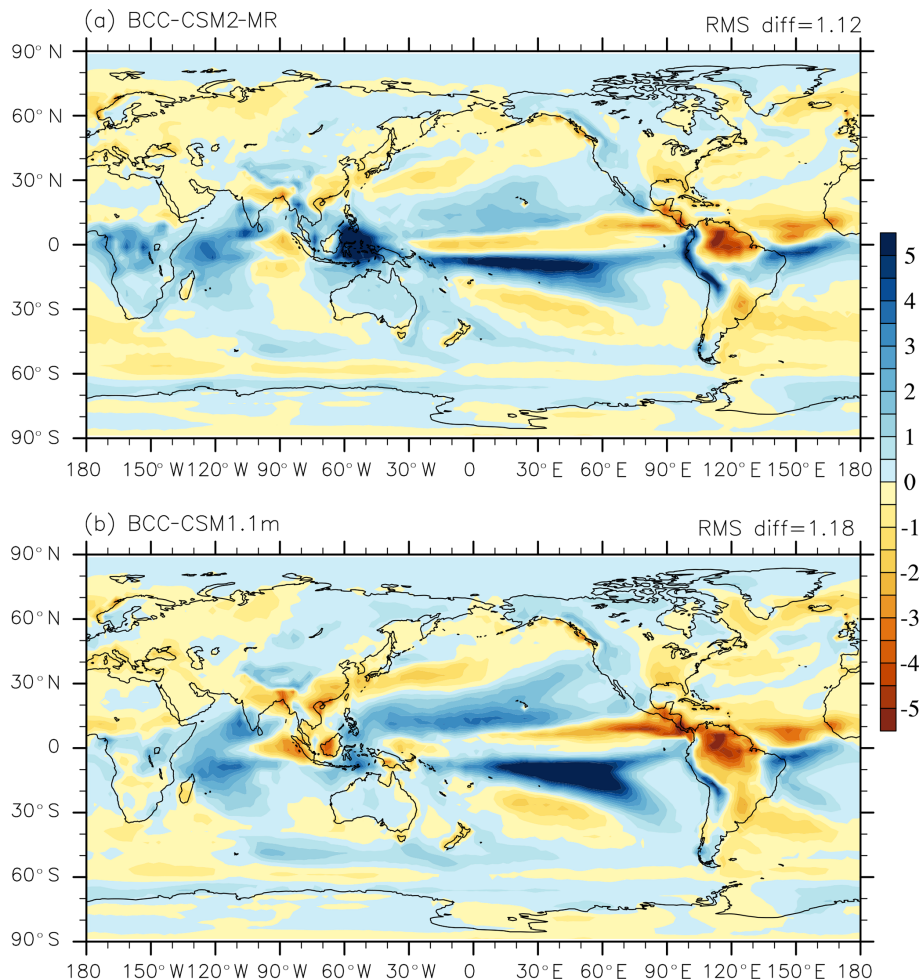 (a) BCC-CSM2-MR RMS diff=1.12
90° N
60° N
30° N
0
30° S
60° S
90° S
180 150° W 120° W 90° W 60° W 30° W 0 30° E 60° E 90° E 120° E 150° E 180
(b) BCC-CSM1.1m RMS diff=1.18
90° N
60° N
30° N
0
30° S
60° S
90° S
180 150° W 120° W 90° W 60° W 30° W 0 30° E 60° E 90° E 120° E 150° E 180
5
4
3
2
1
0
-1
-2
-3
-4
-5